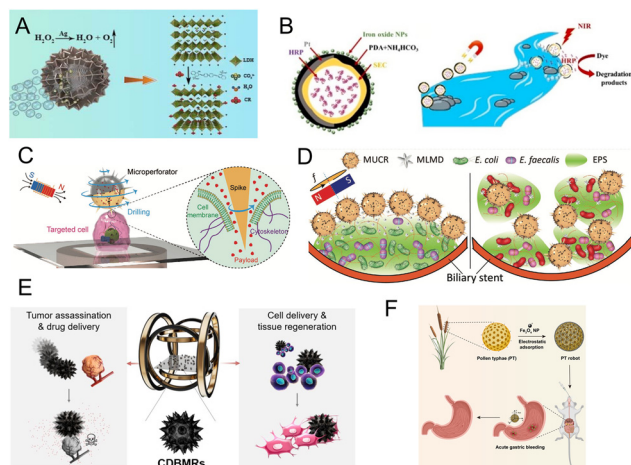 A
H₂O₂ —Ag→ H₂O + O₂↑
LDH
CO₃²⁻
H₂O
CR
B
Iron oxide NPs
Pt
PDA+NH₄HCO₃
HRP
SEC
NIR
HRP
Dye
Degradation
products
C
S
N
Microperforator
Drilling
Targeted cell
Spike
Cell
membrane
Cytoskeleton
Payload
D
MUCR
MLMD
E. coli
E. faecalis
EPS
f
N
S
Biliary stent
E
Tumor assassination
& drug delivery
Cell delivery &
tissue regeneration
CDBMRs
F
Pollen typhae (PT)
Fe₃O₄ NP
Electrostatic
adsorption
PT robot
Acute gastric bleeding